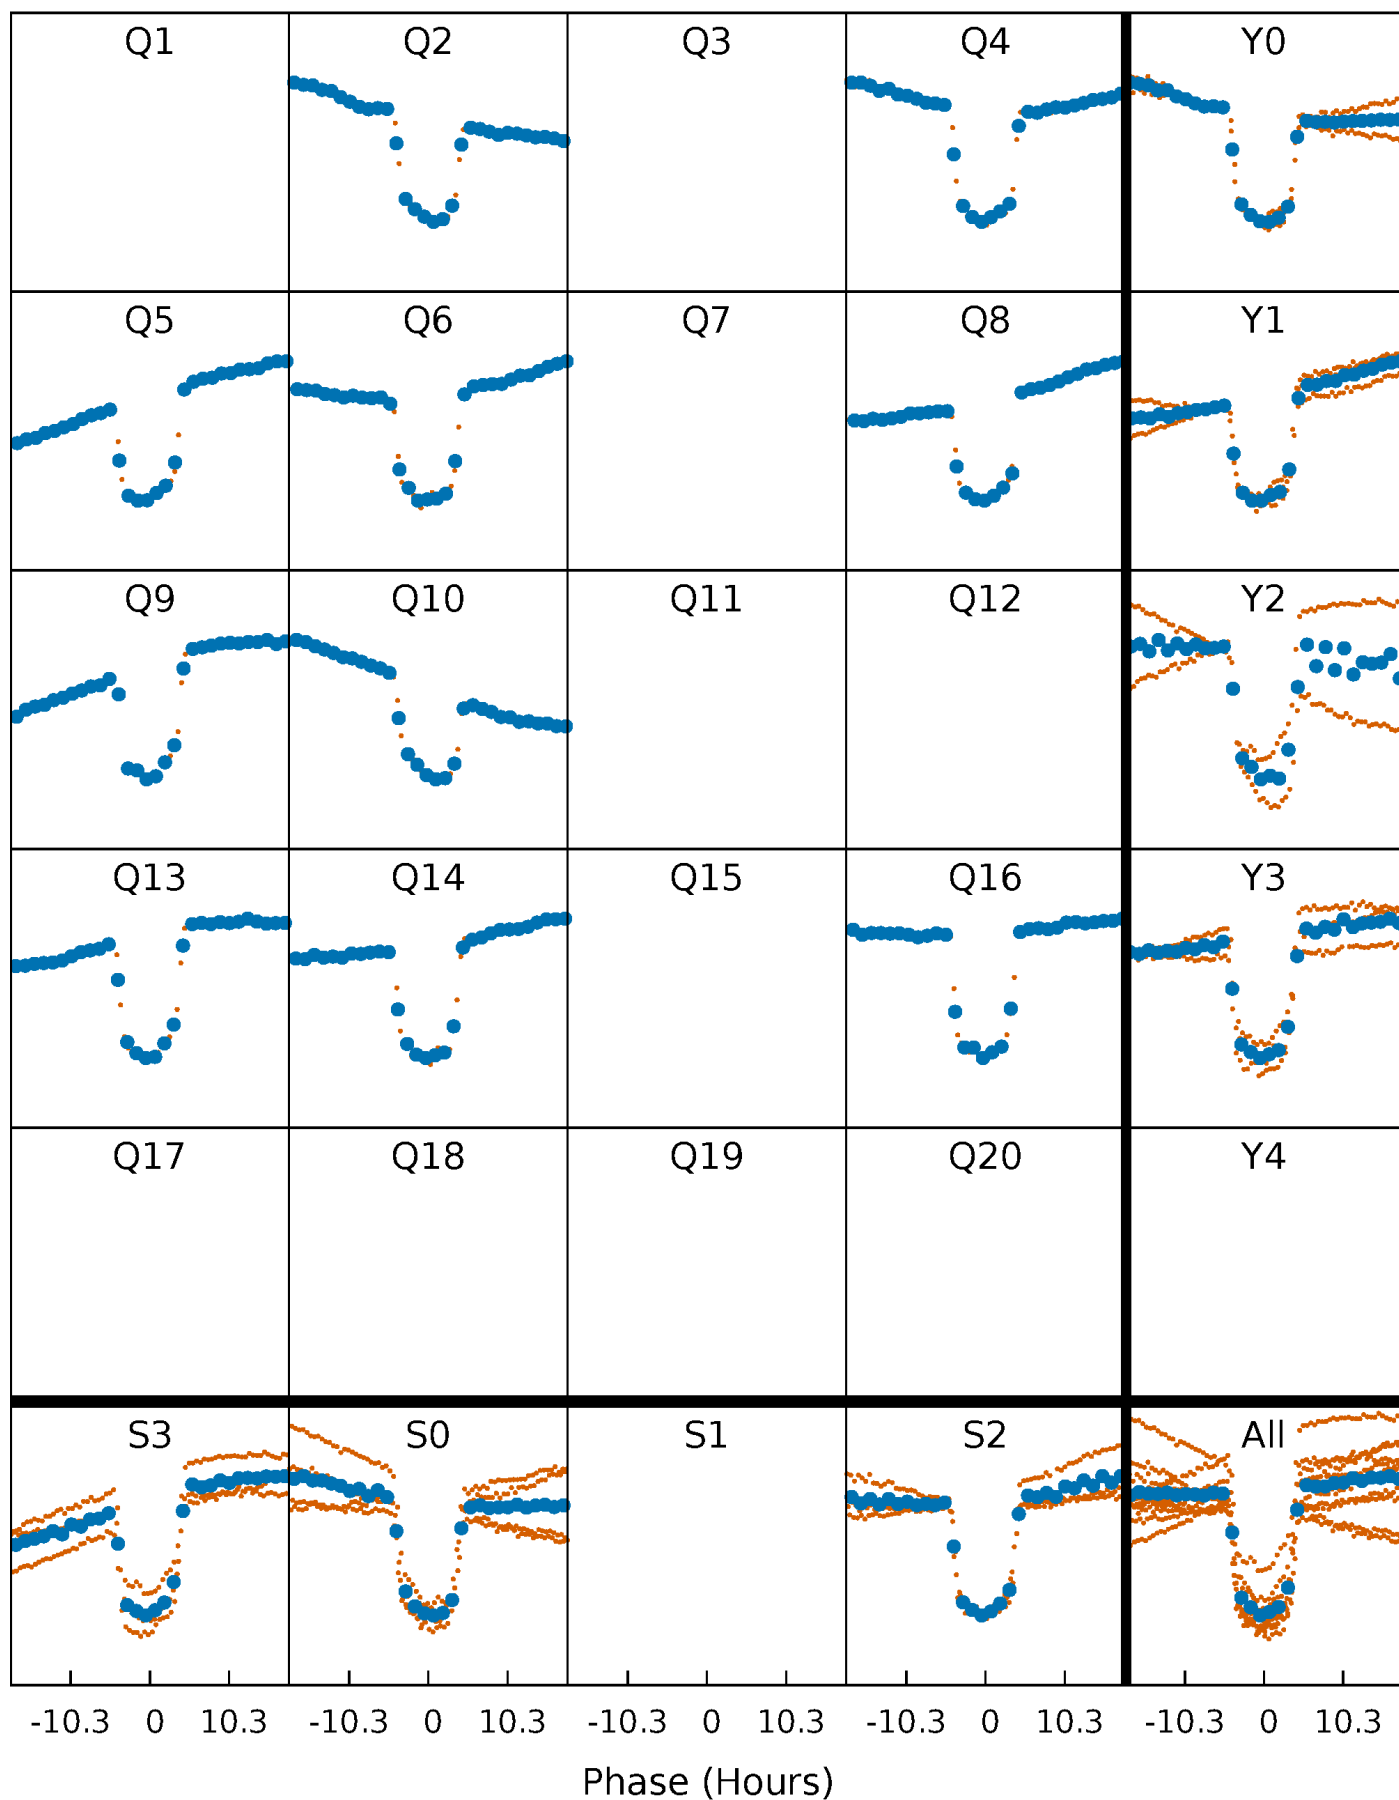 Q1 Q2 Q3 Q4 Y0
Q5 Q6 Q7 Q8 Y1
Q9 Q10 Q11 Q12 Y2
Q13 Q14 Q15 Q16 Y3
Q17 Q18 Q19 Q20 Y4
S3 S0 S1 S2 All
-10.3 0 10.3 -10.3 0 10.3 -10.3 0 10.3 -10.3 0 10.3 -10.3 0 10.3
Phase (Hours)